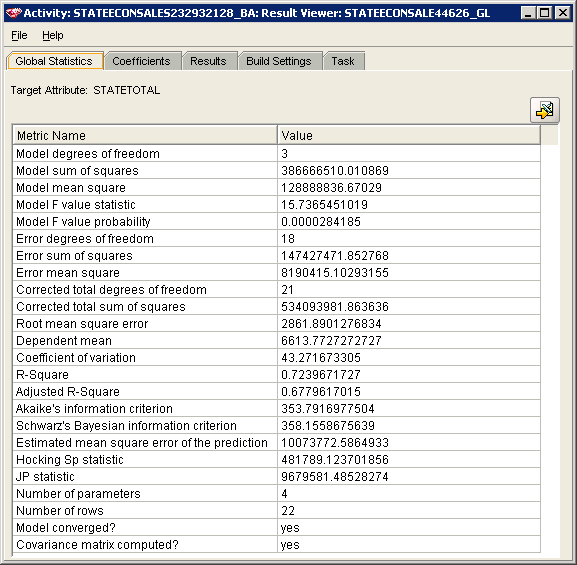 Activity: STATEECONSALES232932128_BA: Result Viewer: STATEECONSALE44626_GL
File Help
Global Statistics Coefficients Results Build Settings Task
Target Attribute: STATETOTAL
Metric Name Value
Model degrees of freedom 3
Model sum of squares 386666510.010869
Model mean square 128888836.67029
Model F value statistic 15.7365451019
Model F value probability 0.0000284185
Error degrees of freedom 18
Error sum of squares 147427471.852768
Error mean square 8190415.10293155
Corrected total degrees of freedom 21
Corrected total sum of squares 534093981.863636
Root mean square error 2861.8901276834
Dependent mean 6613.7727272727
Coefficient of variation 43.271673305
R-Square 0.7239671727
Adjusted R-Square 0.6779617015
Akaike's information criterion 353.7916977504
Schwarz's Bayesian information criterion 358.1558675639
Estimated mean square error of the prediction 10073772.5864933
Hocking Sp statistic 481789.123701856
JP statistic 9679581.48528274
Number of parameters 4
Number of rows 22
Model converged? yes
Covariance matrix computed? yes